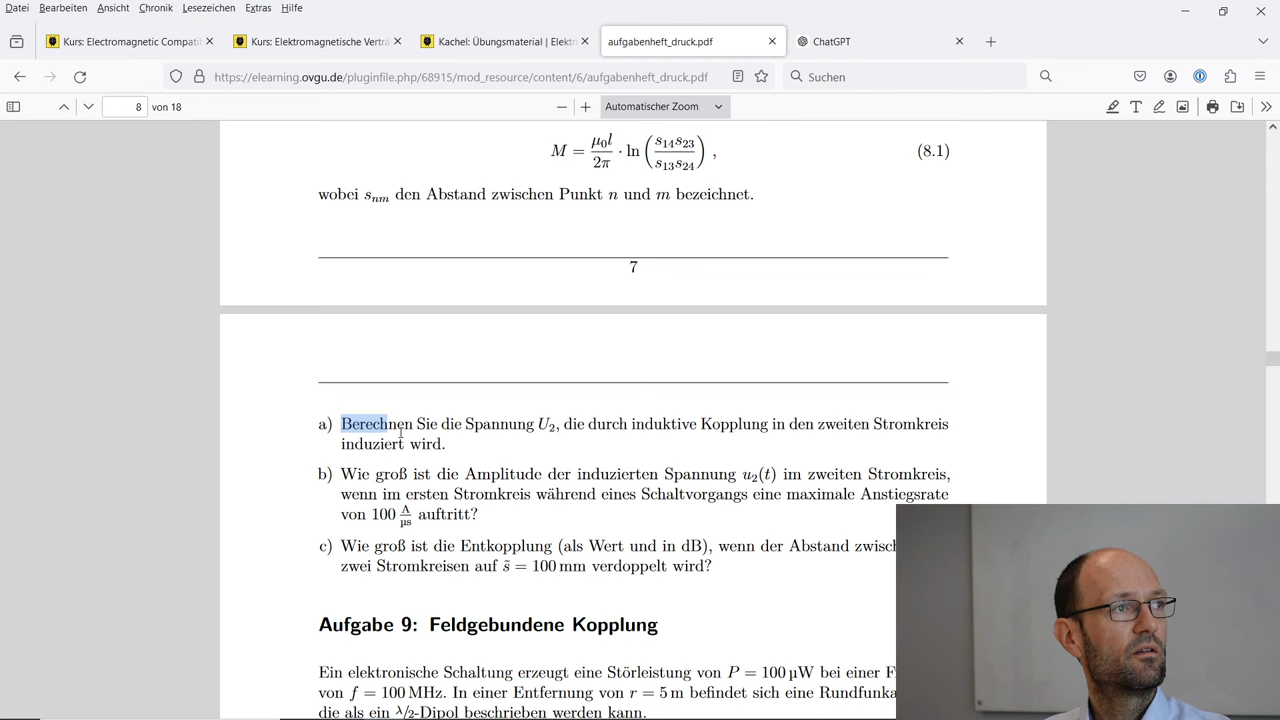 Datei Bearbeiten Ansicht Chronik Lesezeichen Extras Hilfe
Kurs: Electromagnetic Compati Kurs: Elektromagnetische Verträ Kachel: Übungsmaterial | Elektr aufgabenheft_druck.pdf ChatGPT
https://elearning.ovgu.de/pluginfile.php/68915/mod_resource/content/6/aufgabenheft_druck.pdf Suchen
8 von 18 Automatischer Zoom
M = μ₀l/2π · ln (s₁₄s₂₃/s₁₃s₂₄) , (8.1)
wobei sₙₘ den Abstand zwischen Punkt n und m bezeichnet.
7
a) Berechnen Sie die Spannung U₂, die durch induktive Kopplung in den zweiten Stromkreis
induziert wird.
b) Wie groß ist die Amplitude der induzierten Spannung u₂(t) im zweiten Stromkreis,
wenn im ersten Stromkreis während eines Schaltvorgangs eine maximale Anstiegsrate
von 100 A/µs auftritt?
c) Wie groß ist die Entkopplung (als Wert und in dB), wenn der Abstand zwisch
zwei Stromkreisen auf s̃ = 100 mm verdoppelt wird?
Aufgabe 9: Feldgebundene Kopplung
Ein elektronische Schaltung erzeugt eine Störleistung von P = 100 µW bei einer F
von f = 100 MHz. In einer Entfernung von r = 5 m befindet sich eine Rundfunka
die als ein λ/2-Dipol beschrieben werden kann.